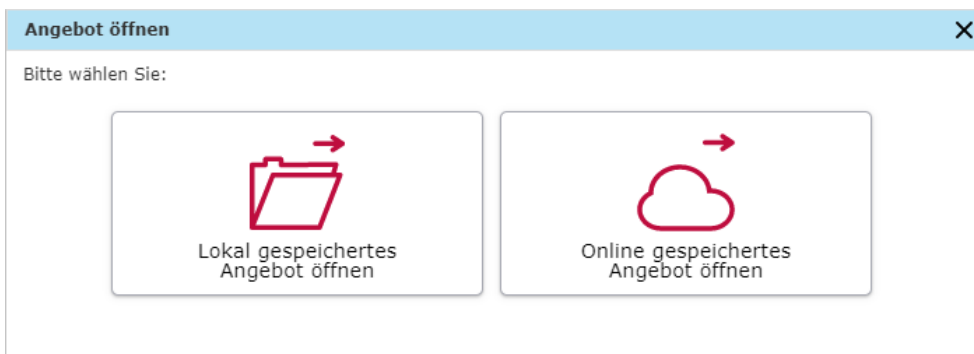 Angebot öffnen
Bitte wählen Sie:
Lokal gespeichertes
Angebot öffnen
Online gespeichertes
Angebot öffnen